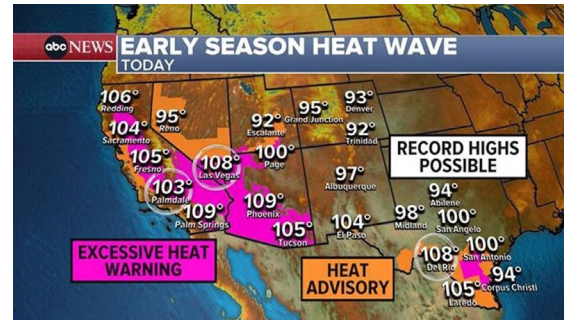 abc NEWS
EARLY SEASON HEAT WAVE
TODAY
106°
Redding
104°
Sacramento
95°
Reno
105°
Fresno
103°
Palmdale
108°
Las Vegas
109°
Palm Springs
92°
Escalante
100°
Page
109°
Phoenix
105°
Tucson
95°
Grand Junction
93°
Denver
92°
Trinidad
97°
Albuquerque
104°
El Paso
RECORD HIGHS
POSSIBLE
94°
Abilene
98°
Midland
100°
San Angelo
108°
Del Rio
100°
San Antonio
94°
Corpus Christi
105°
Laredo
EXCESSIVE HEAT
WARNING
HEAT
ADVISORY